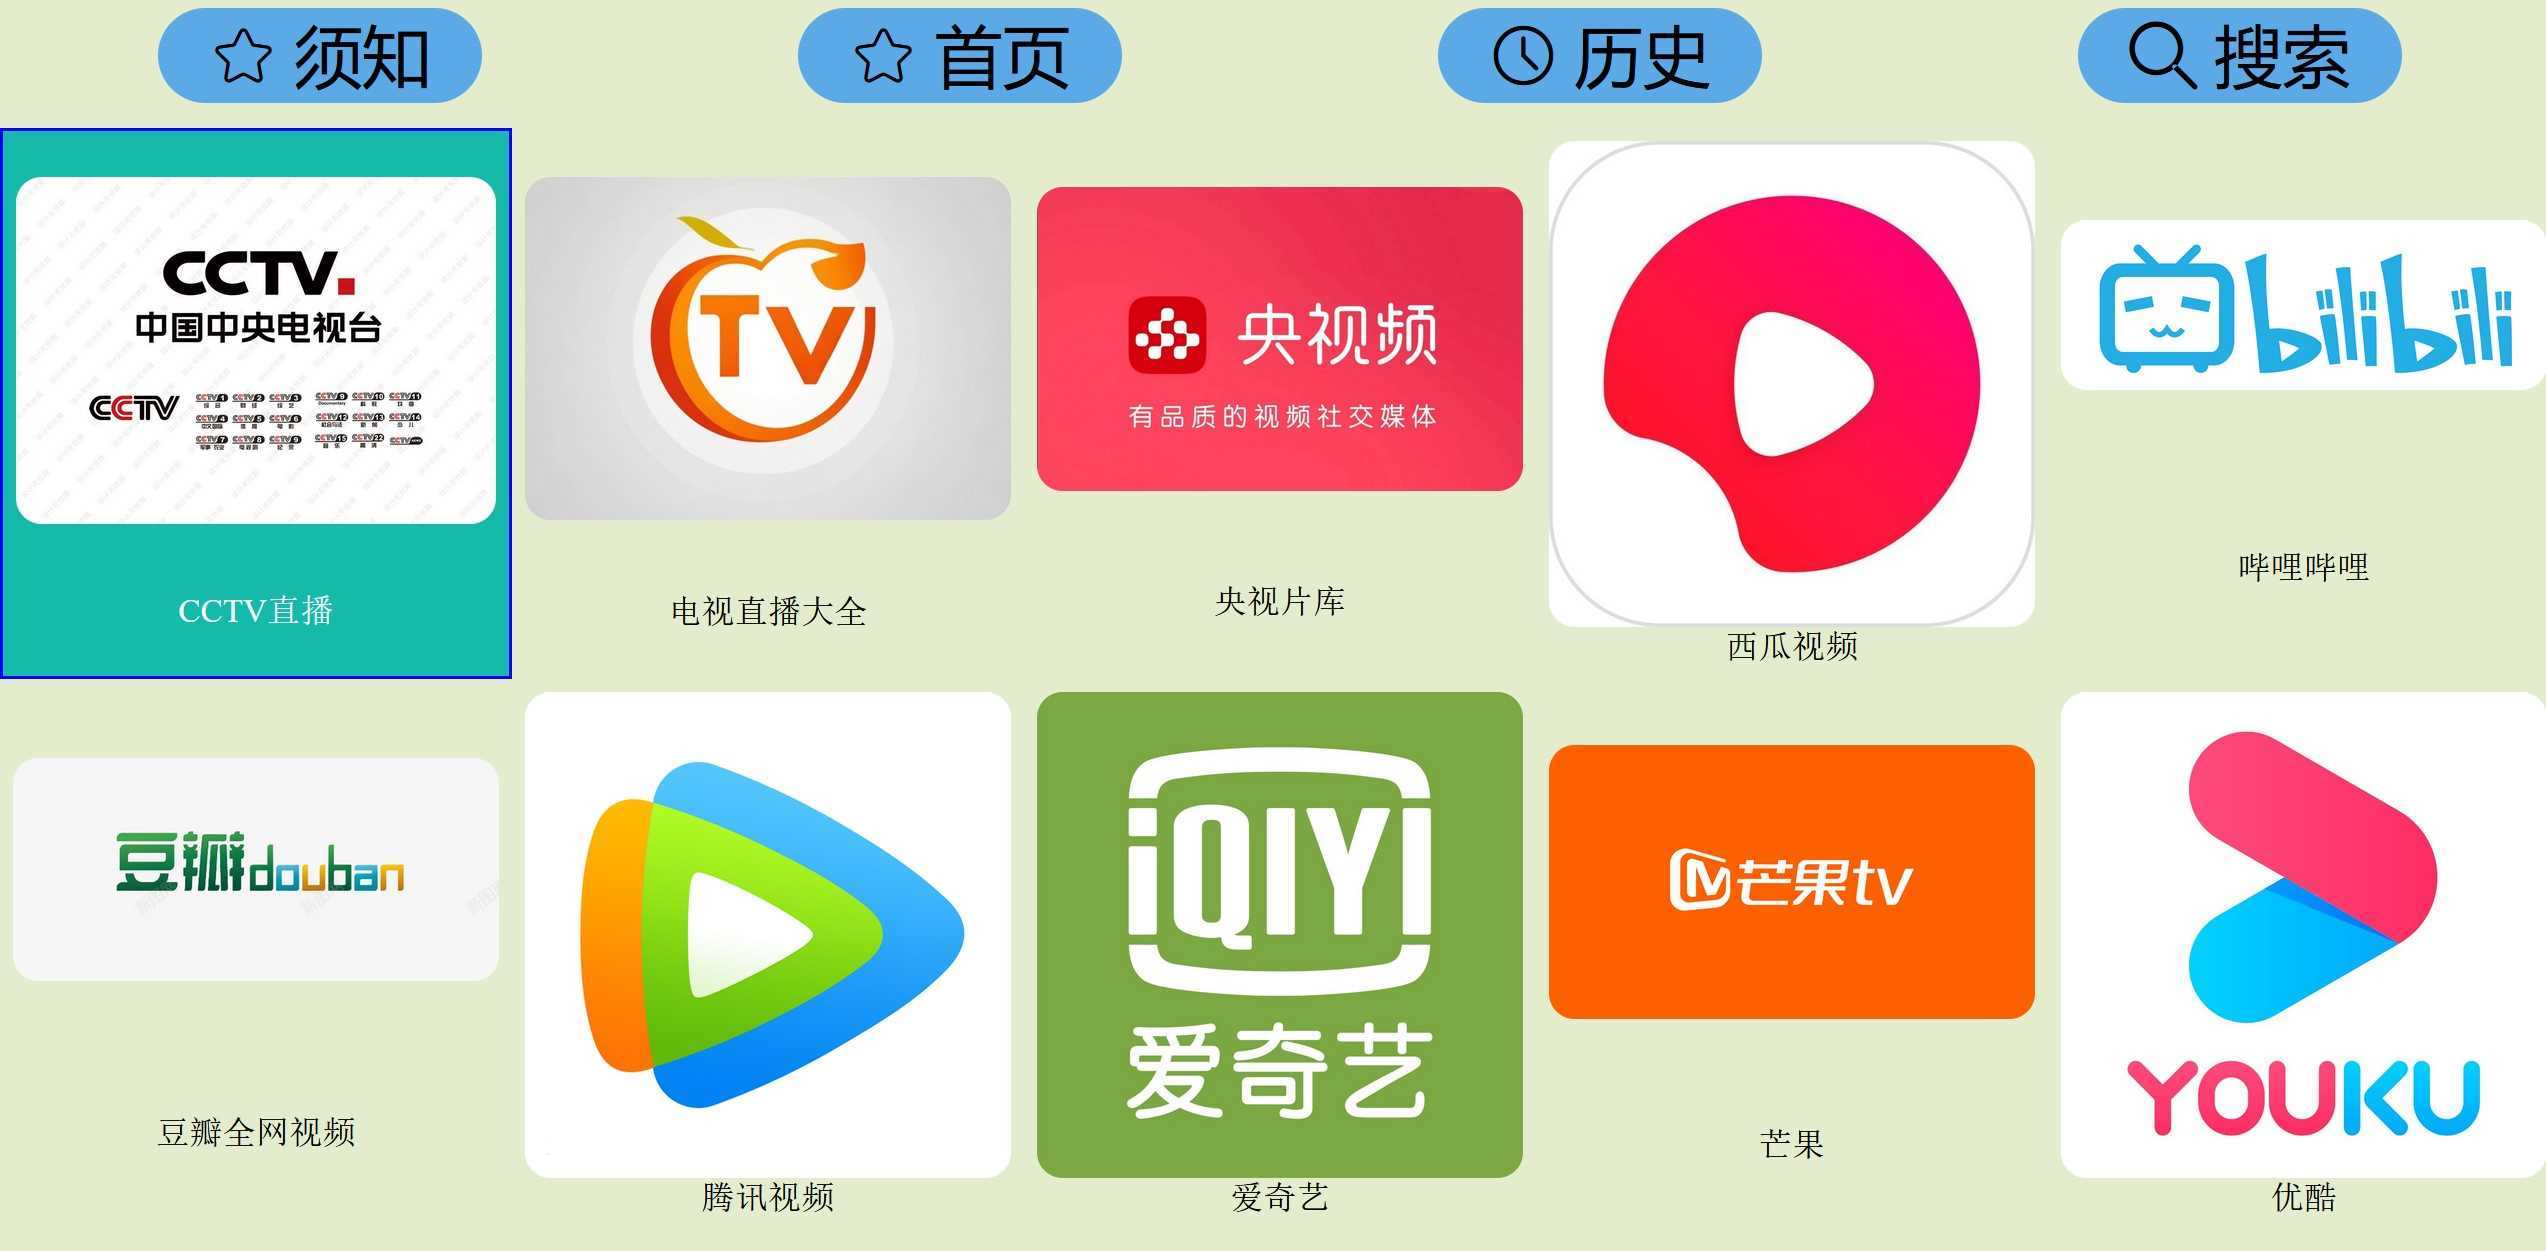 须知
首页
历史
搜索
CCTV
中国中央电视台
CCTV
CCTV直播
TV
电视直播大全
央视频
有品质的视频社交媒体
央视片库
西瓜视频
bilibili
哔哩哔哩
豆瓣douban
豆瓣全网视频
腾讯视频
iQIYI
爱奇艺
爱奇艺
芒果tv
芒果
YOUKU
优酷